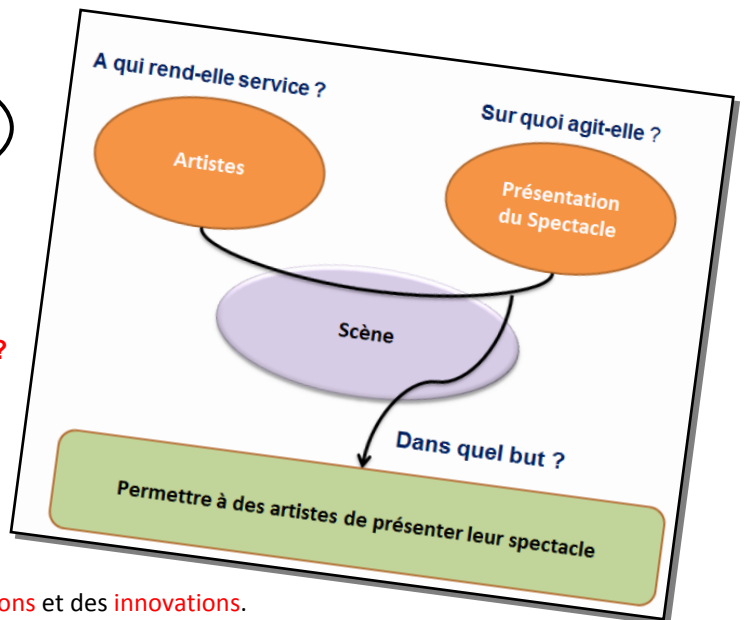 A qui rend-elle service ?
Sur quoi agit-elle ?
Artistes
Présentation
du Spectacle
Scène
?
Dans quel but ?
Permettre à des artistes de présenter leur spectacle
ons et des innovations.